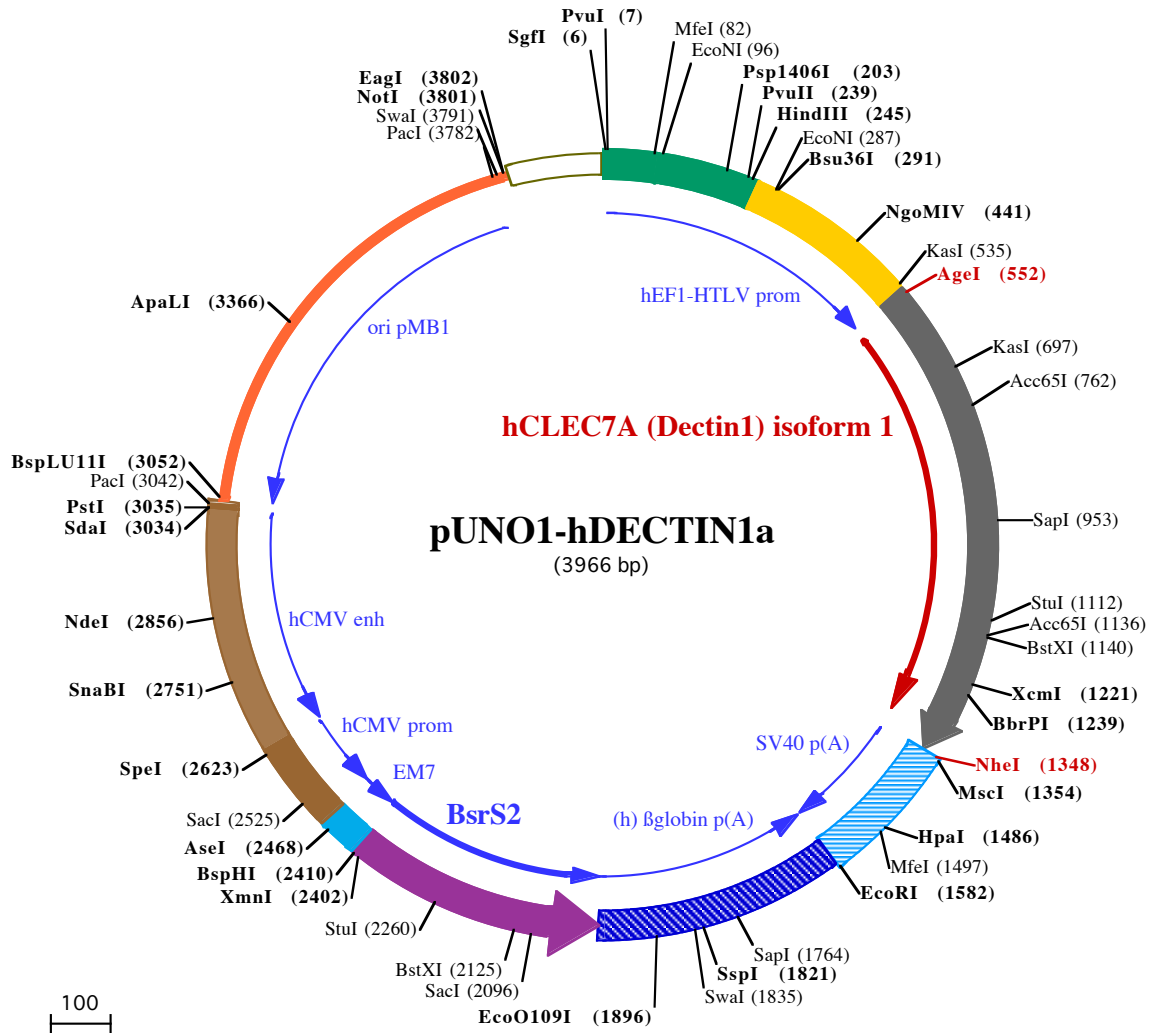 PvuI (7)
SgfI (6)
MfeI (82)
EcoNI (96)
Psp1406I (203)
PvuII (239)
HindIII (245)
EcoNI (287)
Bsu36I (291)
NgoMIV (441)
KasI (535)
AgeI (552)
KasI (697)
Acc65I (762)
SapI (953)
StuI (1112)
Acc65I (1136)
BstXI (1140)
XcmI (1221)
BbrPI (1239)
NheI (1348)
MscI (1354)
HpaI (1486)
MfeI (1497)
EcoRI (1582)
SapI (1764)
SspI (1821)
SwaI (1835)
EcoO109I (1896)
SacI (2096)
BstXI (2125)
StuI (2260)
XmnI (2402)
BspHI (2410)
AseI (2468)
SacI (2525)
SpeI (2623)
SnaBI (2751)
NdeI (2856)
SdaI (3034)
PstI (3035)
PacI (3042)
BspLU11I (3052)
ApaLI (3366)
PacI (3782)
SwaI (3791)
NotI (3801)
EagI (3802)
hEF1-HTLV prom
ori pMB1
hCLEC7A (Dectin1) isoform 1
pUNO1-hDECTIN1a
(3966 bp)
hCMV enh
hCMV prom
EM7
BsrS2
(h) ßglobin p(A)
SV40 p(A)
100